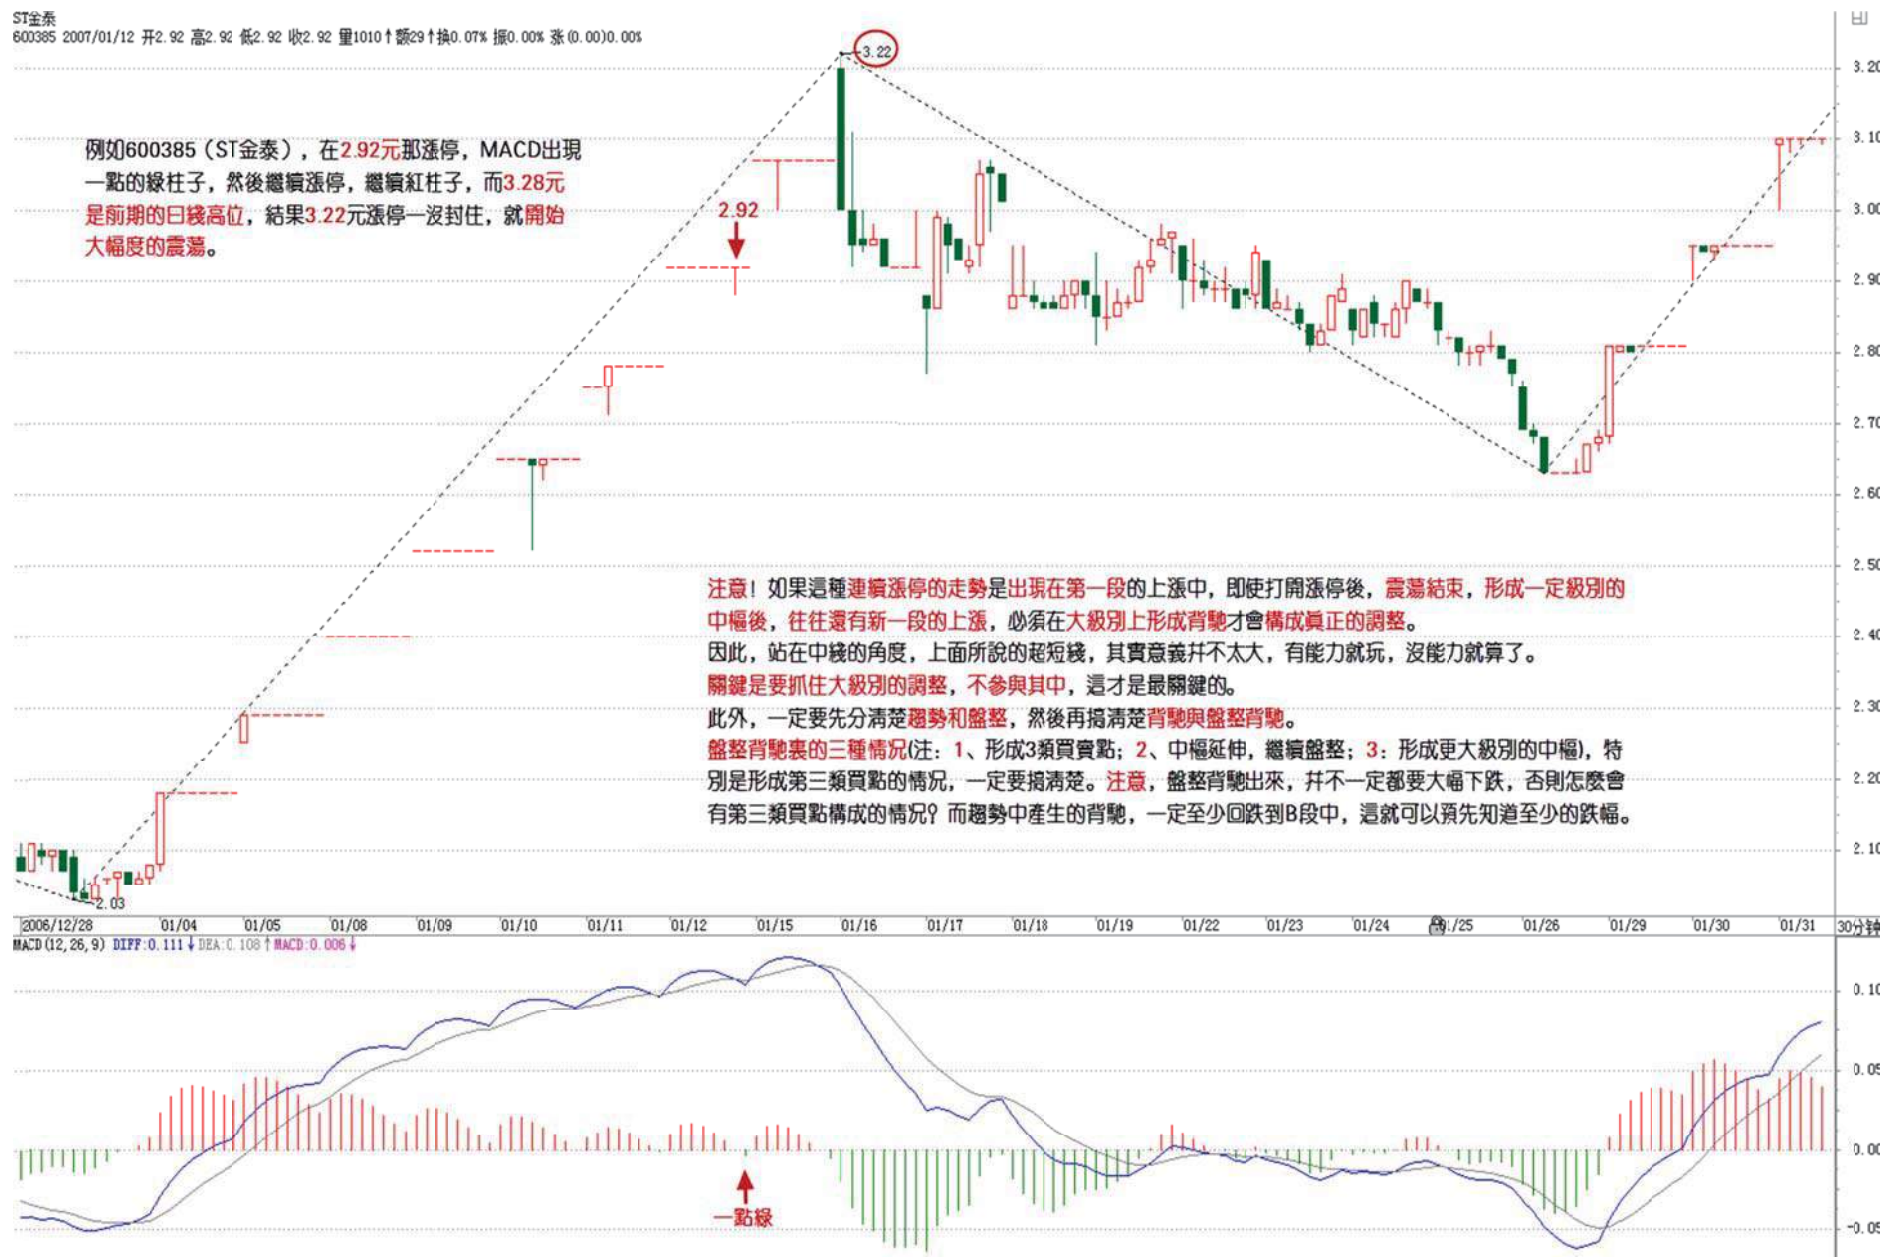 ST金泰
600385 2007/01/12 开2.92 高2.92 低2.92 收2.92 量1010↑额29↑换0.07% 振0.00% 涨(0.00)0.00%
3.22
3.20
例如600385（ST金泰），在2.92元那漲停，MACD出現
一點的綠柱子，然後繼續漲停，繼續紅柱子，而3.28元
是前期的日綫高位，結果3.22元漲停一沒封住，就開始
大幅度的震蕩。
3.10
2.92
3.00
2.90
2.80
2.70
2.60
2.50
注意！如果這種連續漲停的走勢是出現在第一段的上漲中，即使打開漲停後，震蕩結束，形成一定級別的
中樞後，往往還有新一段的上漲，必須在大級別上形成背馳才會構成眞正的調整。
因此，站在中綫的角度，上面所說的超短綫，其實意義幷不太大，有能力就玩，沒能力就算了。
關鍵是要抓住大級別的調整，不參與其中，這才是最關鍵的。
此外，一定要先分清楚趨勢和盤整，然後再搞清楚背馳與盤整背馳。
盤整背馳裏的三種情况(注：1、形成3類買賣點；2、中樞延伸，繼續盤整；3：形成更大級別的中樞)，特
別是形成第三類買點的情况，一定要搞清楚。注意，盤整背馳出來，幷不一定都要大幅下跌，否則怎麽會
有第三類買點構成的情况？而趨勢中產生的背馳，一定至少回跌到B段中，這就可以預先知道至少的跌幅。
2.40
2.30
2.20
2.10
2.03
2006/12/28 01/04 01/05 01/08 01/09 01/10 01/11 01/12 01/15 01/16 01/17 01/18 01/19 01/22 01/23 01/24 /25 01/26 01/29 01/30 01/31 30分钟
MACD(12,26,9) DIFF:0.111↓ DEA:0.108↑ MACD:0.006↓
0.10
0.05
0.00
一點綠
-0.05